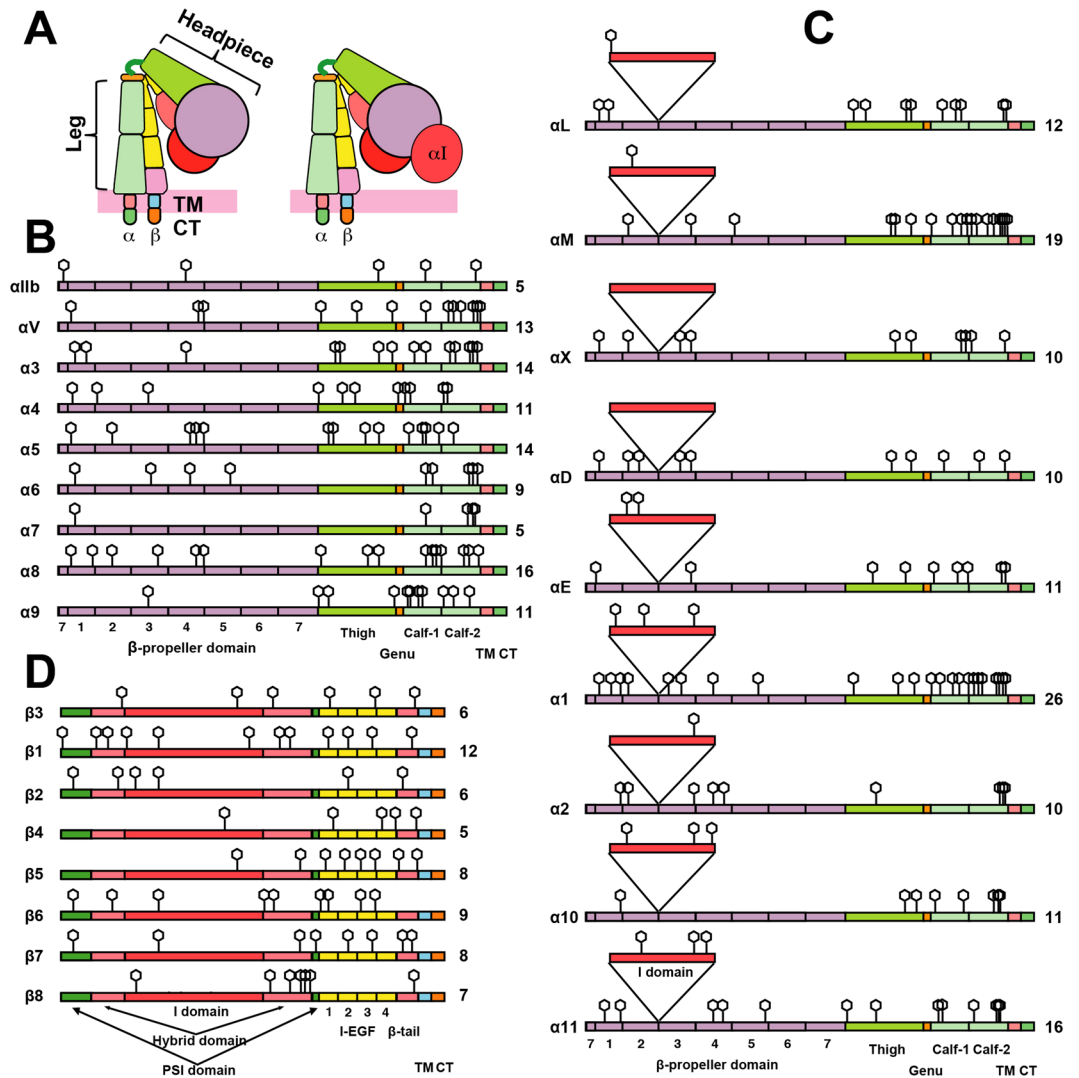 A
Headpiece
Leg
αI
TM
CT
α β
α β
B
αIIb 5
αV 13
α3 14
α4 11
α5 14
α6 9
α7 5
α8 16
α9 11
7 1 2 3 4 5 6 7
β-propeller domain
Thigh
Calf-1 Calf-2
Genu
TM CT
C
αL 12
αM 19
αX 10
αD 10
αE 11
α1 26
α2 10
α10 11
I domain
α11 16
7 1 2 3 4 5 6 7
β-propeller domain
Thigh
Calf-1 Calf-2
Genu
TM CT
D
β3 6
β1 12
β2 6
β4 5
β5 8
β6 9
β7 8
β8 7
I domain
1 2 3 4
I-EGF β-tail
Hybrid domain
PSI domain
TM CT